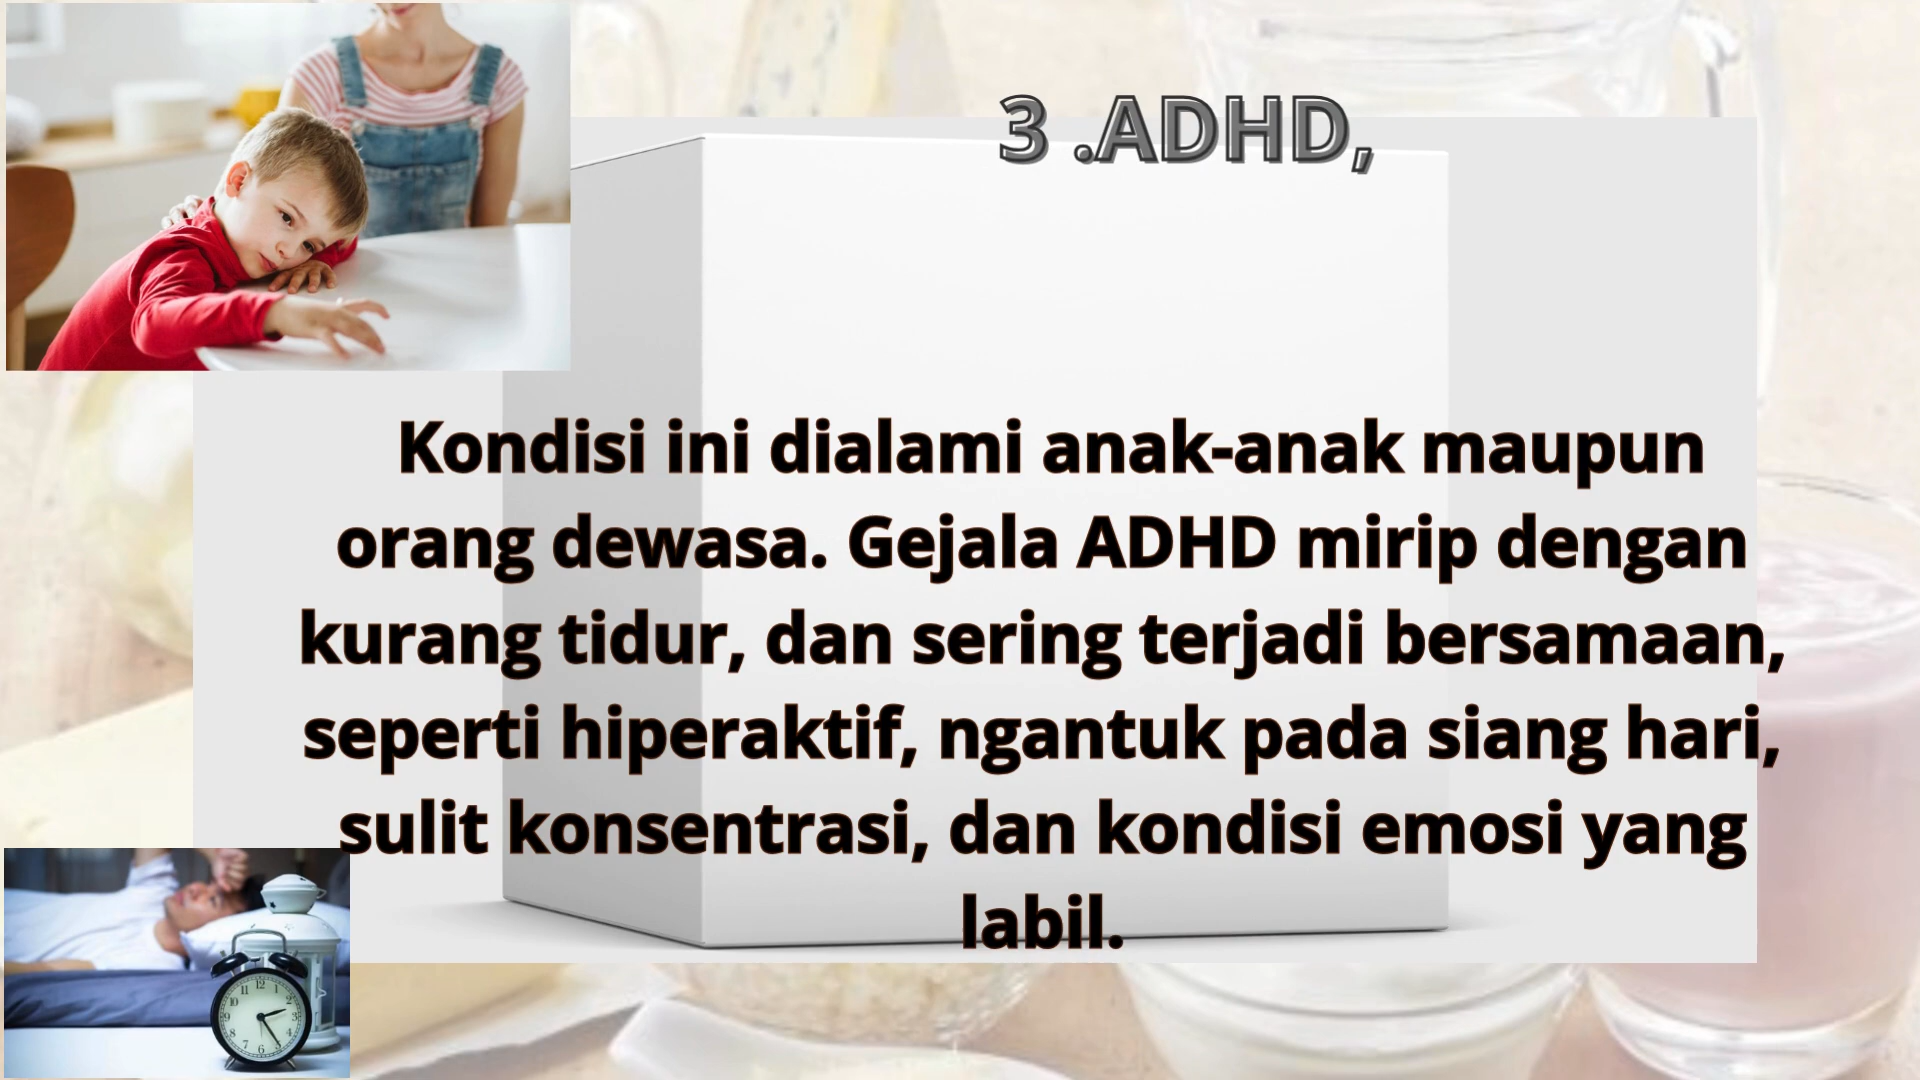 3 .ADHD,
Kondisi ini dialami anak-anak maupun
orang dewasa. Gejala ADHD mirip dengan
kurang tidur, dan sering terjadi bersamaan,
seperti hiperaktif, ngantuk pada siang hari,
sulit konsentrasi, dan kondisi emosi yang
labil.